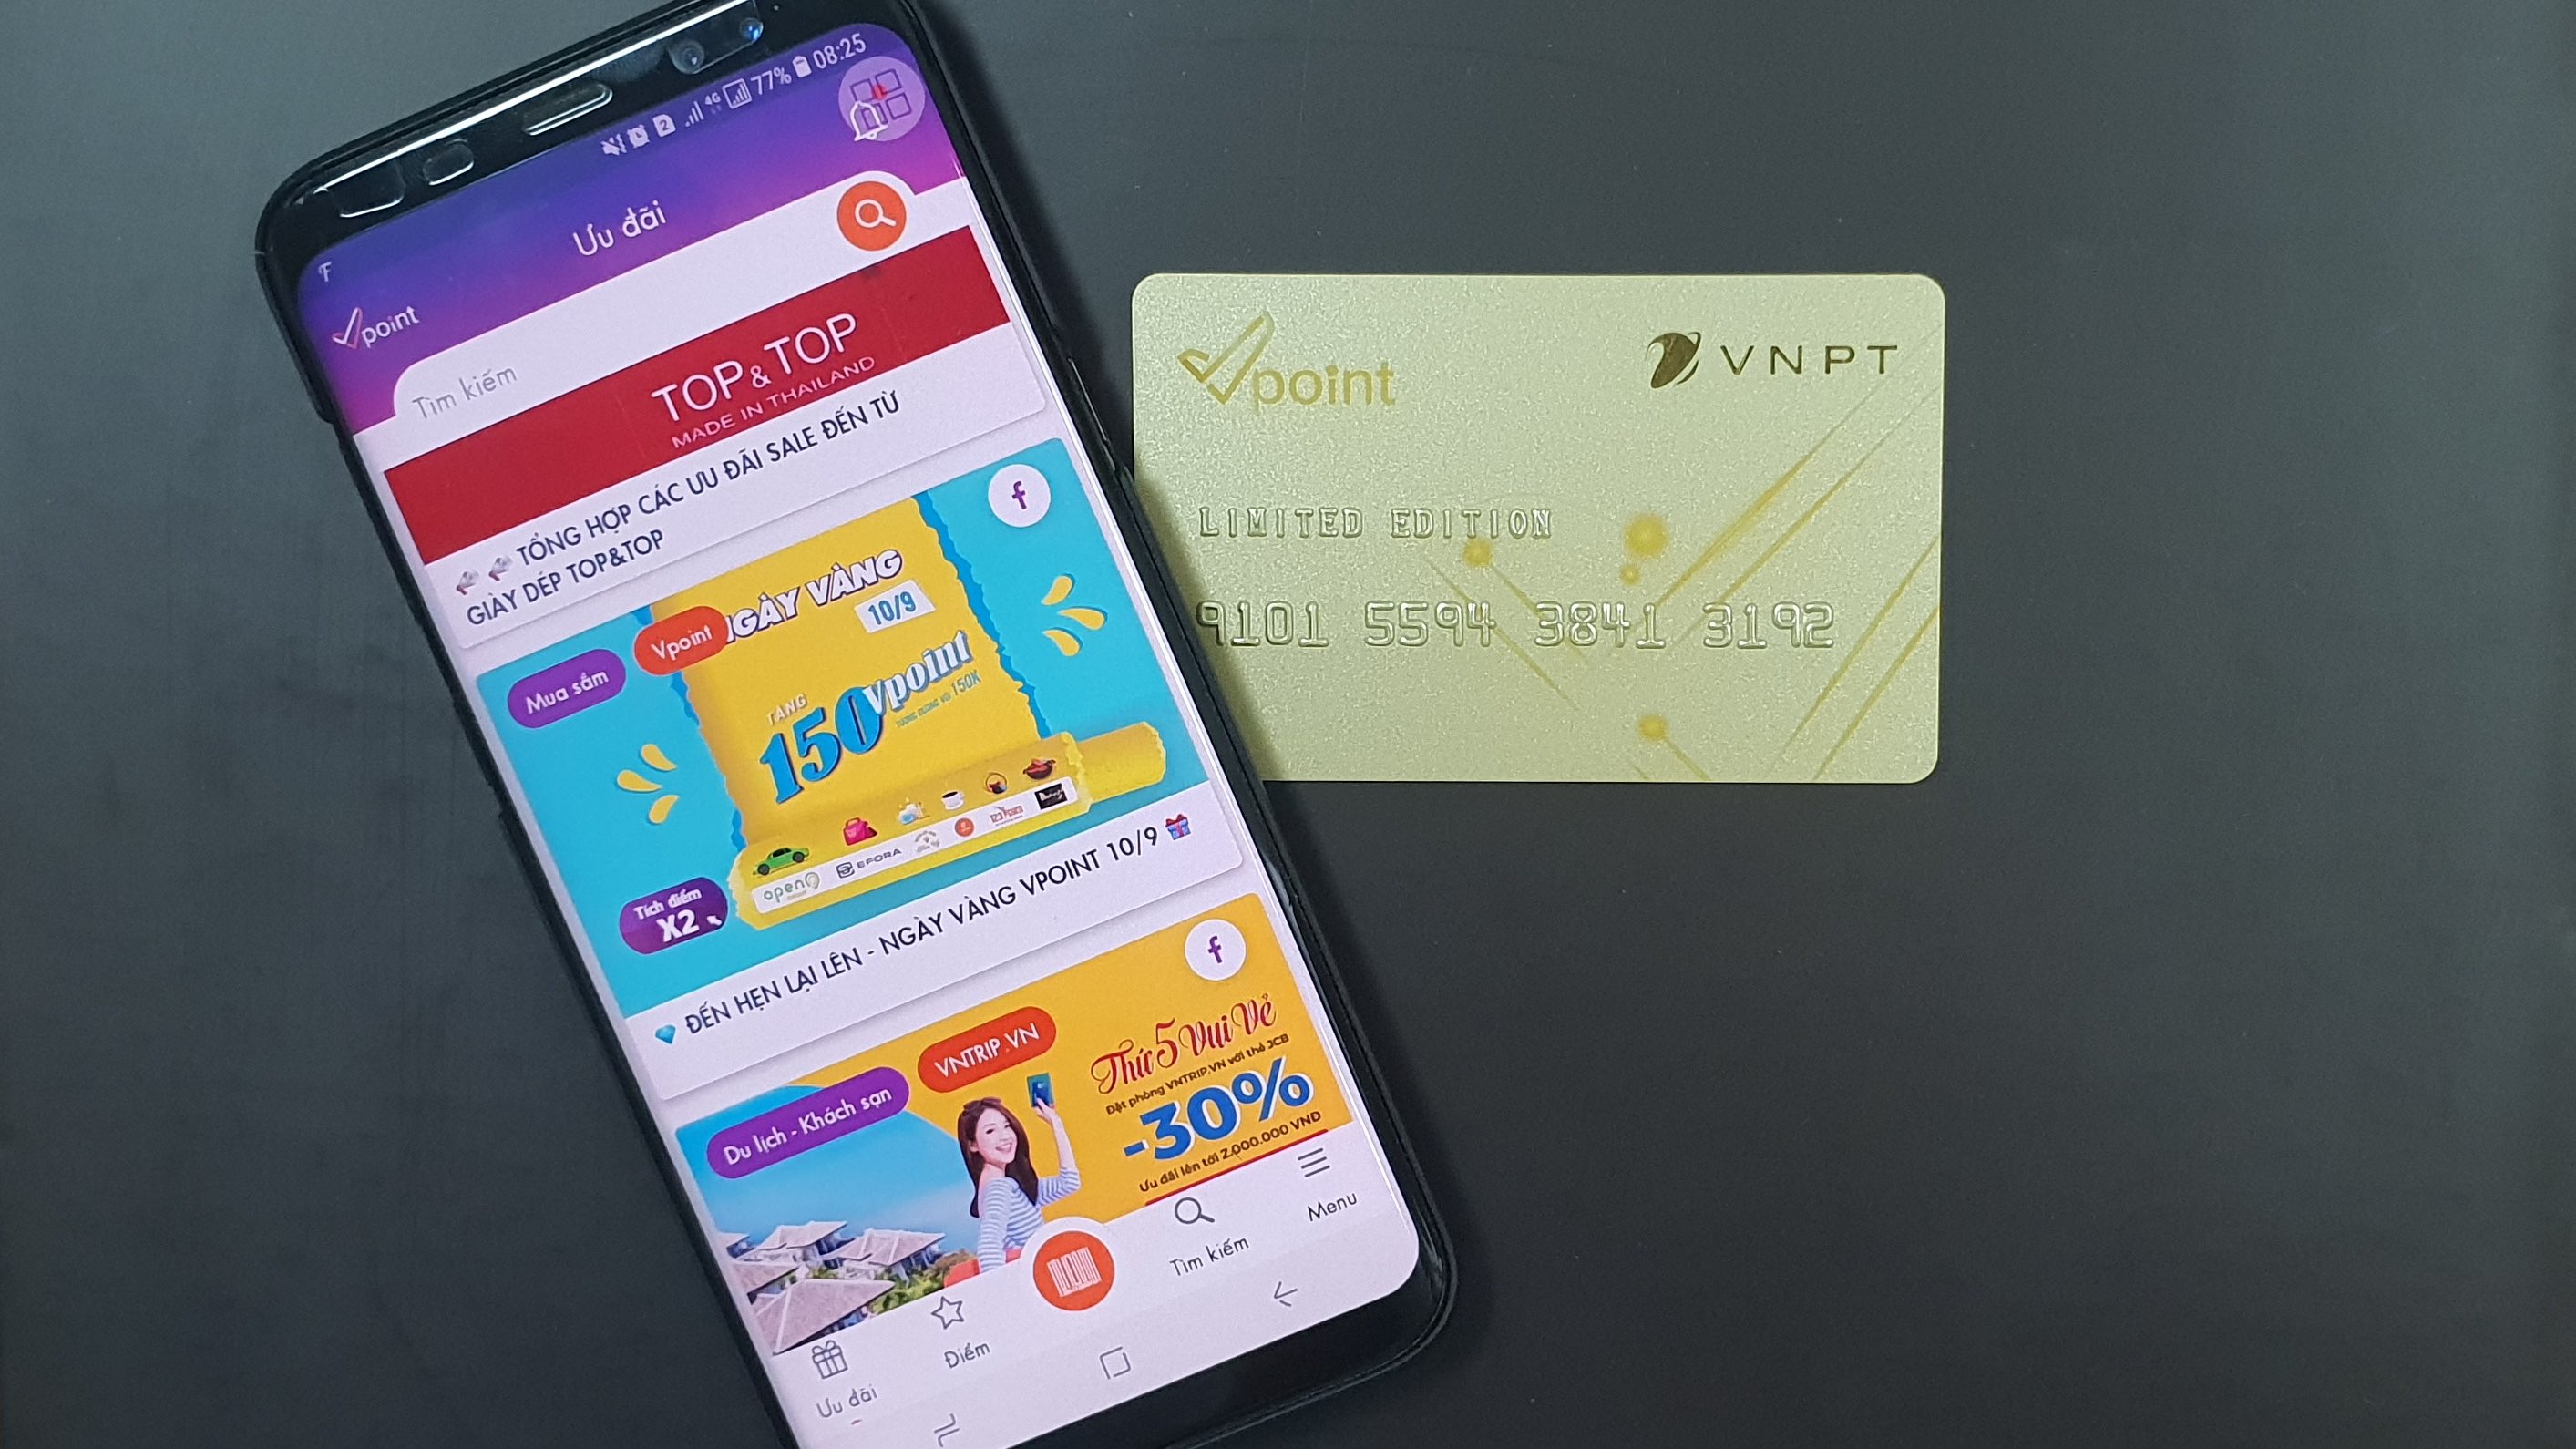 77% 08:25
Ưu đãi
Vpoint
Tìm kiếm
TOP & TOP
MADE IN THAILAND
TỔNG HỢP CÁC ƯU ĐÃI SALE ĐẾN TỪ
GIÀY DÉP TOP&TOP
f
Mua sắm
Vpoint
NGÀY VÀNG
10/9
TẶNG
150 vpoint
TƯƠNG ĐƯƠNG VỚI 150K
open
EFORA
Tích điểm
X2
ĐẾN HẸN LẠI LÊN - NGÀY VÀNG VPOINT 10/9
f
Du lịch - Khách sạn
VNTRIP.VN
Thứ 5 Vui Vẻ
Đặt phòng VNTRIP.VN với thẻ JCB
-30%
Ưu đãi lên tới 2.000.000 VNĐ
Ưu đãi
Điểm
Tìm kiếm
Menu
Vpoint
VNPT
LIMITED EDITION
9101 5594 3841 3192